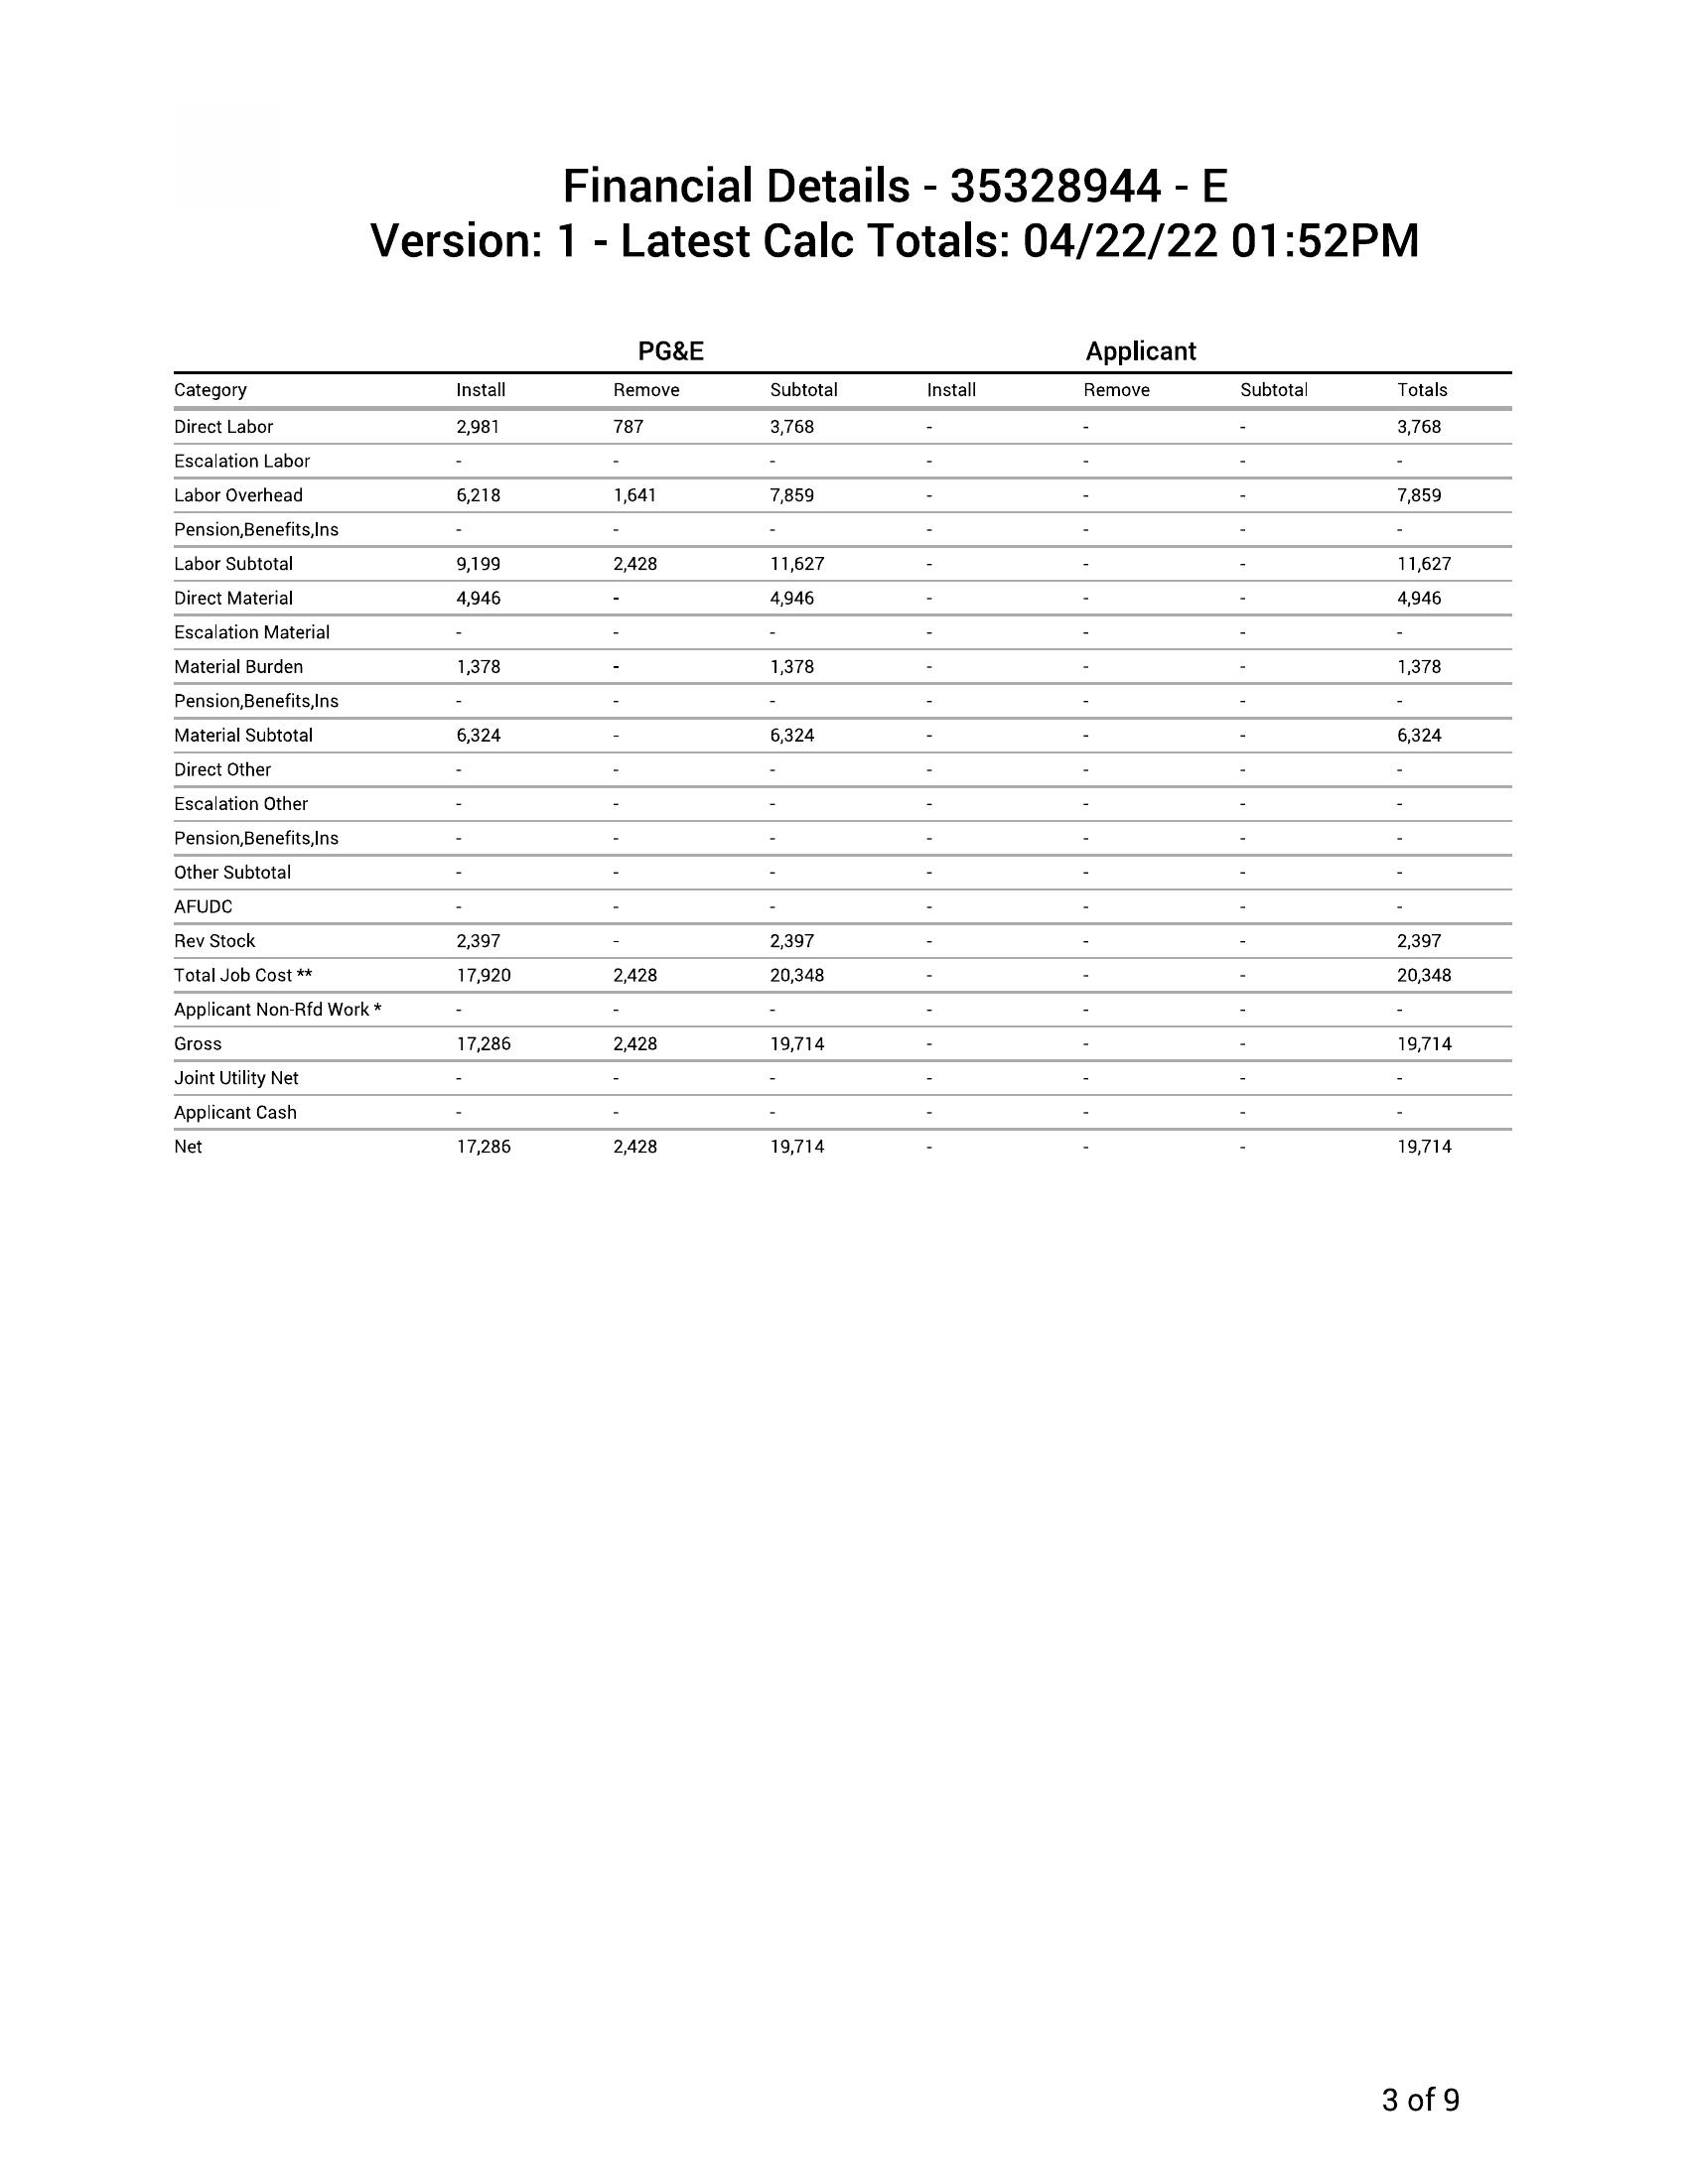 Financial Details - 35328944 - E
Version: 1 - Latest Calc Totals: 04/22/22 01:52PM
PG&E Applicant
Category Install Remove Subtotal Install Remove Subtotal Totals
Direct Labor 2,981 787 3,768 - - - 3,768
Escalation Labor - - - - - - -
Labor Overhead 6,218 1,641 7,859 - - - 7,859
Pension,Benefits,Ins - - - - - - -
Labor Subtotal 9,199 2,428 11,627 - - - 11,627
Direct Material 4,946 - 4,946 - - - 4,946
Escalation Material - - - - - - -
Material Burden 1,378 - 1,378 - - - 1,378
Pension,Benefits,Ins - - - - - - -
Material Subtotal 6,324 - 6,324 - - - 6,324
Direct Other - - - - - - -
Escalation Other - - - - - - -
Pension,Benefits,Ins - - - - - - -
Other Subtotal - - - - - - -
AFUDC - - - - - - -
Rev Stock 2,397 - 2,397 - - - 2,397
Total Job Cost ** 17,920 2,428 20,348 - - - 20,348
Applicant Non-Rfd Work * - - - - - - -
Gross 17,286 2,428 19,714 - - - 19,714
Joint Utility Net - - - - - - -
Applicant Cash - - - - - - -
Net 17,286 2,428 19,714 - - - 19,714
3 of 9